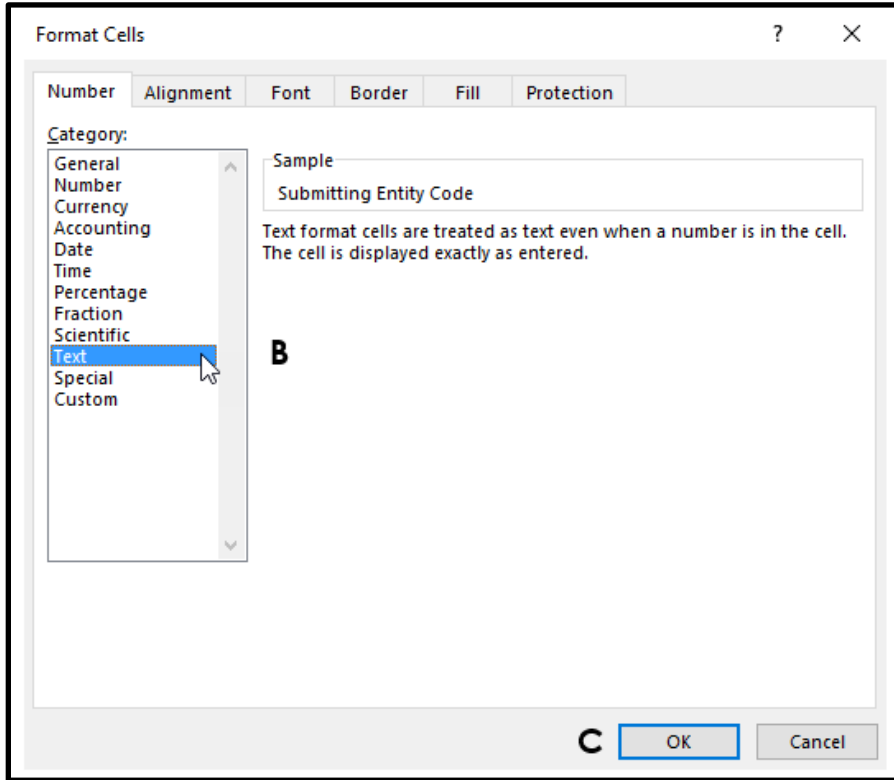 Format Cells ?
Number Alignment Font Border Fill Protection
Category:
General
Number
Currency
Accounting
Date
Time
Percentage
Fraction
Scientific
Text
Special
Custom
Sample
Submitting Entity Code
Text format cells are treated as text even when a number is in the cell.
The cell is displayed exactly as entered.
B
C OK Cancel